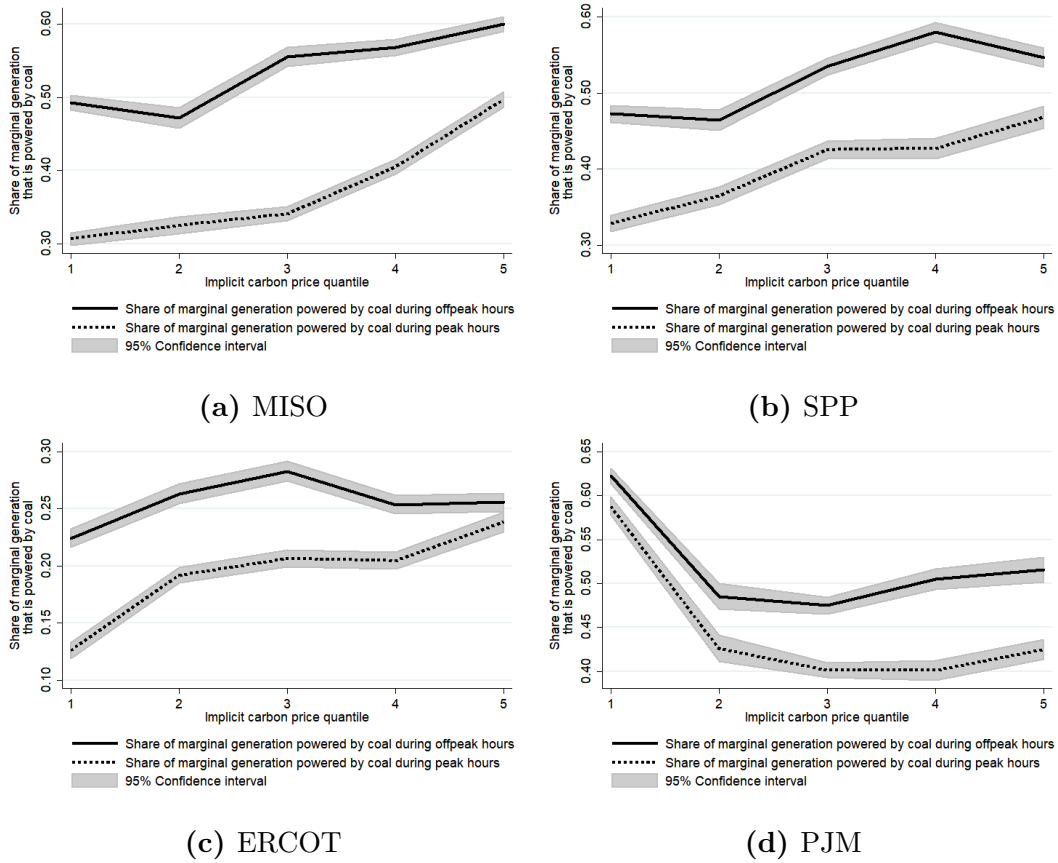 Share of marginal generation
that is powered by coal
0.60
0.50
0.40
0.30
1 2 3 4 5
Implicit carbon price quantile
Share of marginal generation powered by coal during offpeak hours
Share of marginal generation powered by coal during peak hours
95% Confidence interval
(a) MISO
Share of marginal generation
that is powered by coal
0.60
0.50
0.40
0.30
1 2 3 4 5
Implicit carbon price quantile
Share of marginal generation powered by coal during offpeak hours
Share of marginal generation powered by coal during peak hours
95% Confidence interval
(b) SPP
Share of marginal generation
that is powered by coal
0.30
0.25
0.20
0.15
0.10
1 2 3 4 5
Implicit carbon price quantile
Share of marginal generation powered by coal during offpeak hours
Share of marginal generation powered by coal during peak hours
95% Confidence interval
(c) ERCOT
Share of marginal generation
that is powered by coal
0.65
0.60
0.55
0.50
0.45
0.40
1 2 3 4 5
Implicit carbon price quantile
Share of marginal generation powered by coal during offpeak hours
Share of marginal generation powered by coal during peak hours
95% Confidence interval
(d) PJM